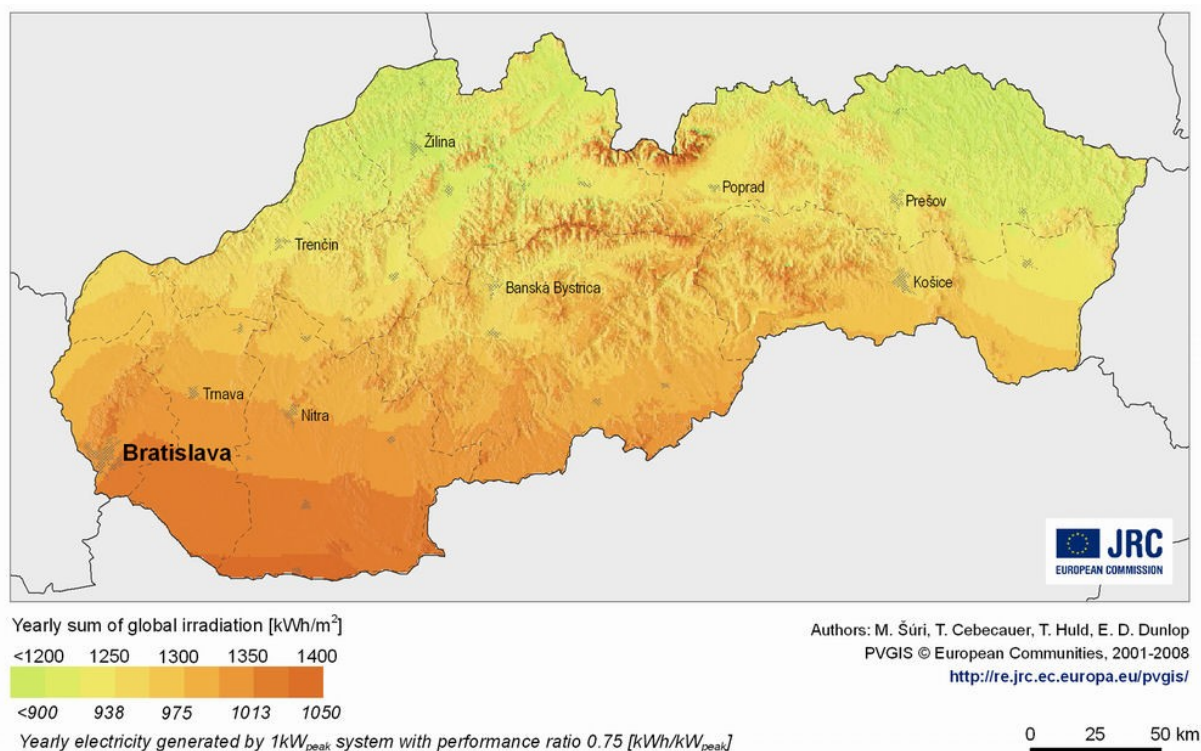 Žilina
Poprad
Prešov
Trenčín
Banská Bystrica
Košice
Trnava
Nitra
Bratislava
JRC
EUROPEAN COMMISSION
Yearly sum of global irradiation [kWh/m²]
<1200 1250 1300 1350 1400
<900 938 975 1013 1050
Yearly electricity generated by 1kWpeak system with performance ratio 0.75 [kWh/kWpeak]
Authors: M. Šúri, T. Cebecauer, T. Huld, E. D. Dunlop
PVGIS © European Communities, 2001-2008
http://re.jrc.ec.europa.eu/pvgis/
0 25 50 km